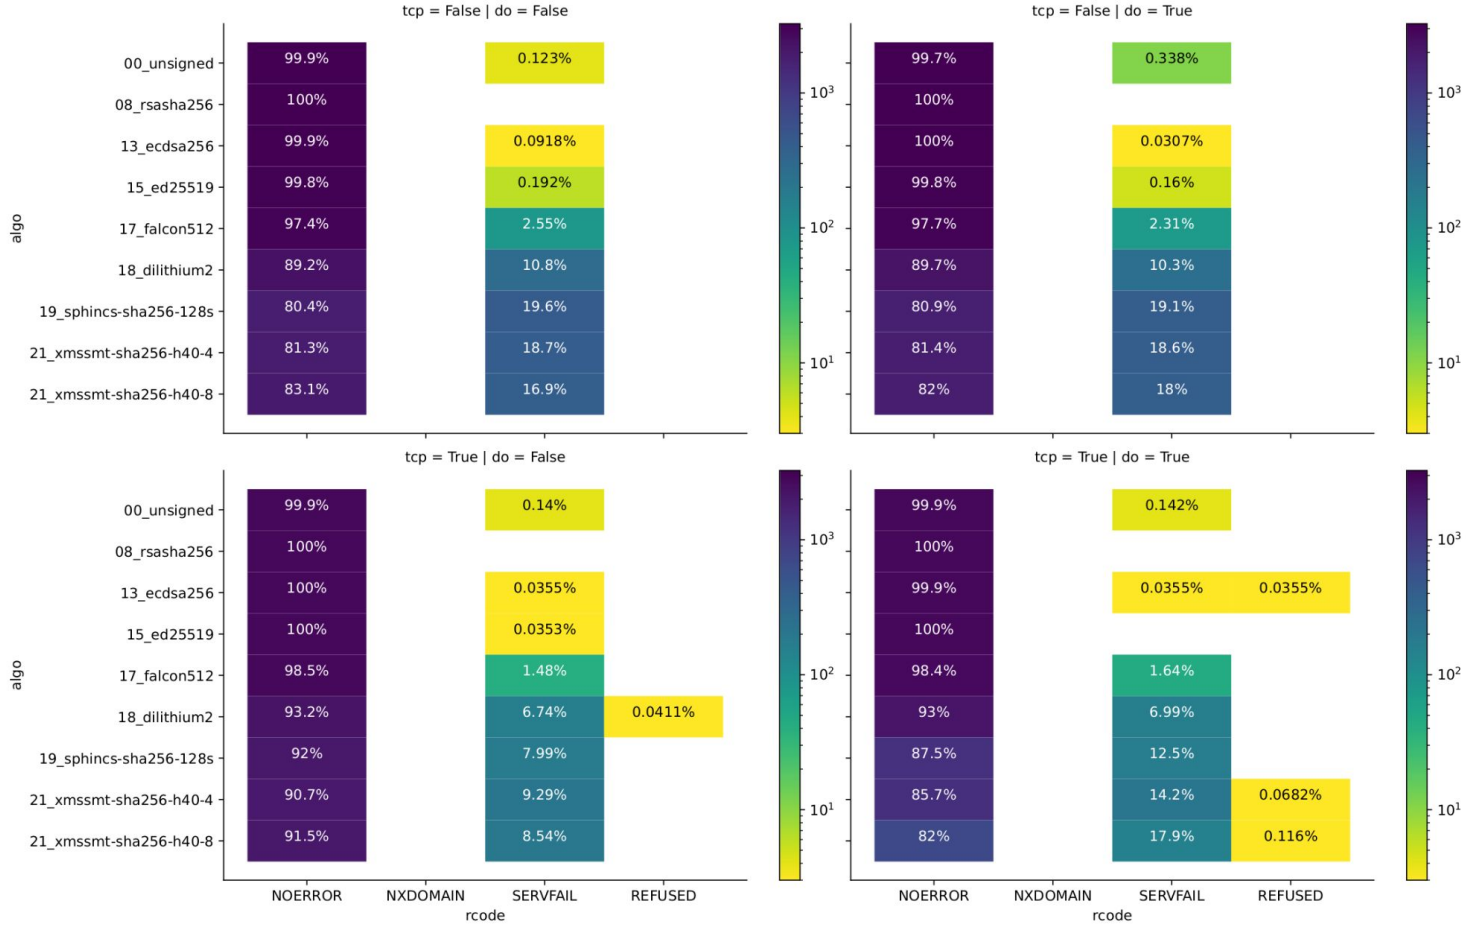 tcp = False | do = False
00_unsigned 99.9% 0.123%
08_rsasha256 100%
13_ecdsa256 99.9% 0.0918%
15_ed25519 99.8% 0.192%
17_falcon512 97.4% 2.55%
18_dilithium2 89.2% 10.8%
19_sphincs-sha256-128s 80.4% 19.6%
21_xmssmt-sha256-h40-4 81.3% 18.7%
21_xmssmt-sha256-h40-8 83.1% 16.9%
algo
10³
10²
10¹
tcp = False | do = True
99.7% 0.338%
100%
100% 0.0307%
99.8% 0.16%
97.7% 2.31%
89.7% 10.3%
80.9% 19.1%
81.4% 18.6%
82% 18%
10³
10²
10¹
tcp = True | do = False
00_unsigned 99.9% 0.14%
08_rsasha256 100%
13_ecdsa256 100% 0.0355%
15_ed25519 100% 0.0353%
17_falcon512 98.5% 1.48%
18_dilithium2 93.2% 6.74% 0.0411%
19_sphincs-sha256-128s 92% 7.99%
21_xmssmt-sha256-h40-4 90.7% 9.29%
21_xmssmt-sha256-h40-8 91.5% 8.54%
algo
NOERROR NXDOMAIN SERVFAIL REFUSED
rcode
10³
10²
10¹
tcp = True | do = True
99.9% 0.142%
100%
99.9% 0.0355% 0.0355%
100%
98.4% 1.64%
93% 6.99%
87.5% 12.5%
85.7% 14.2% 0.0682%
82% 17.9% 0.116%
NOERROR NXDOMAIN SERVFAIL REFUSED
rcode
10³
10²
10¹